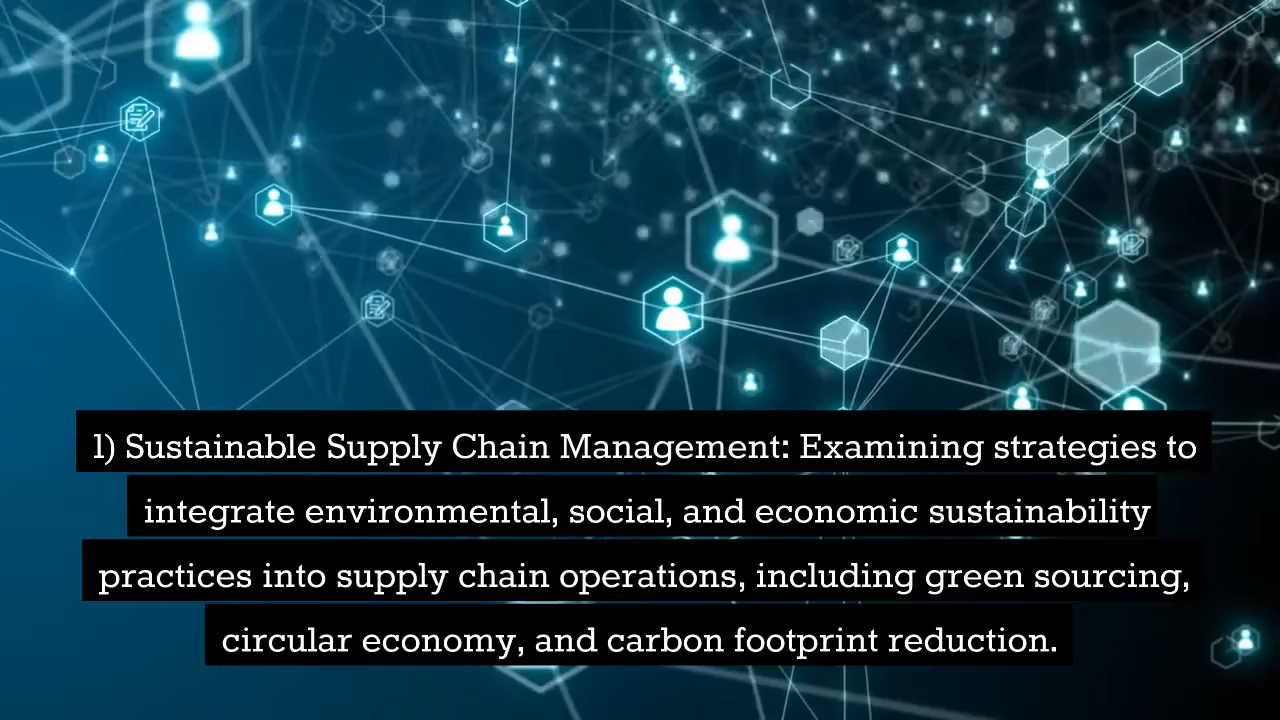 1) Sustainable Supply Chain Management: Examining strategies to
integrate environmental, social, and economic sustainability
practices into supply chain operations, including green sourcing,
circular economy, and carbon footprint reduction.